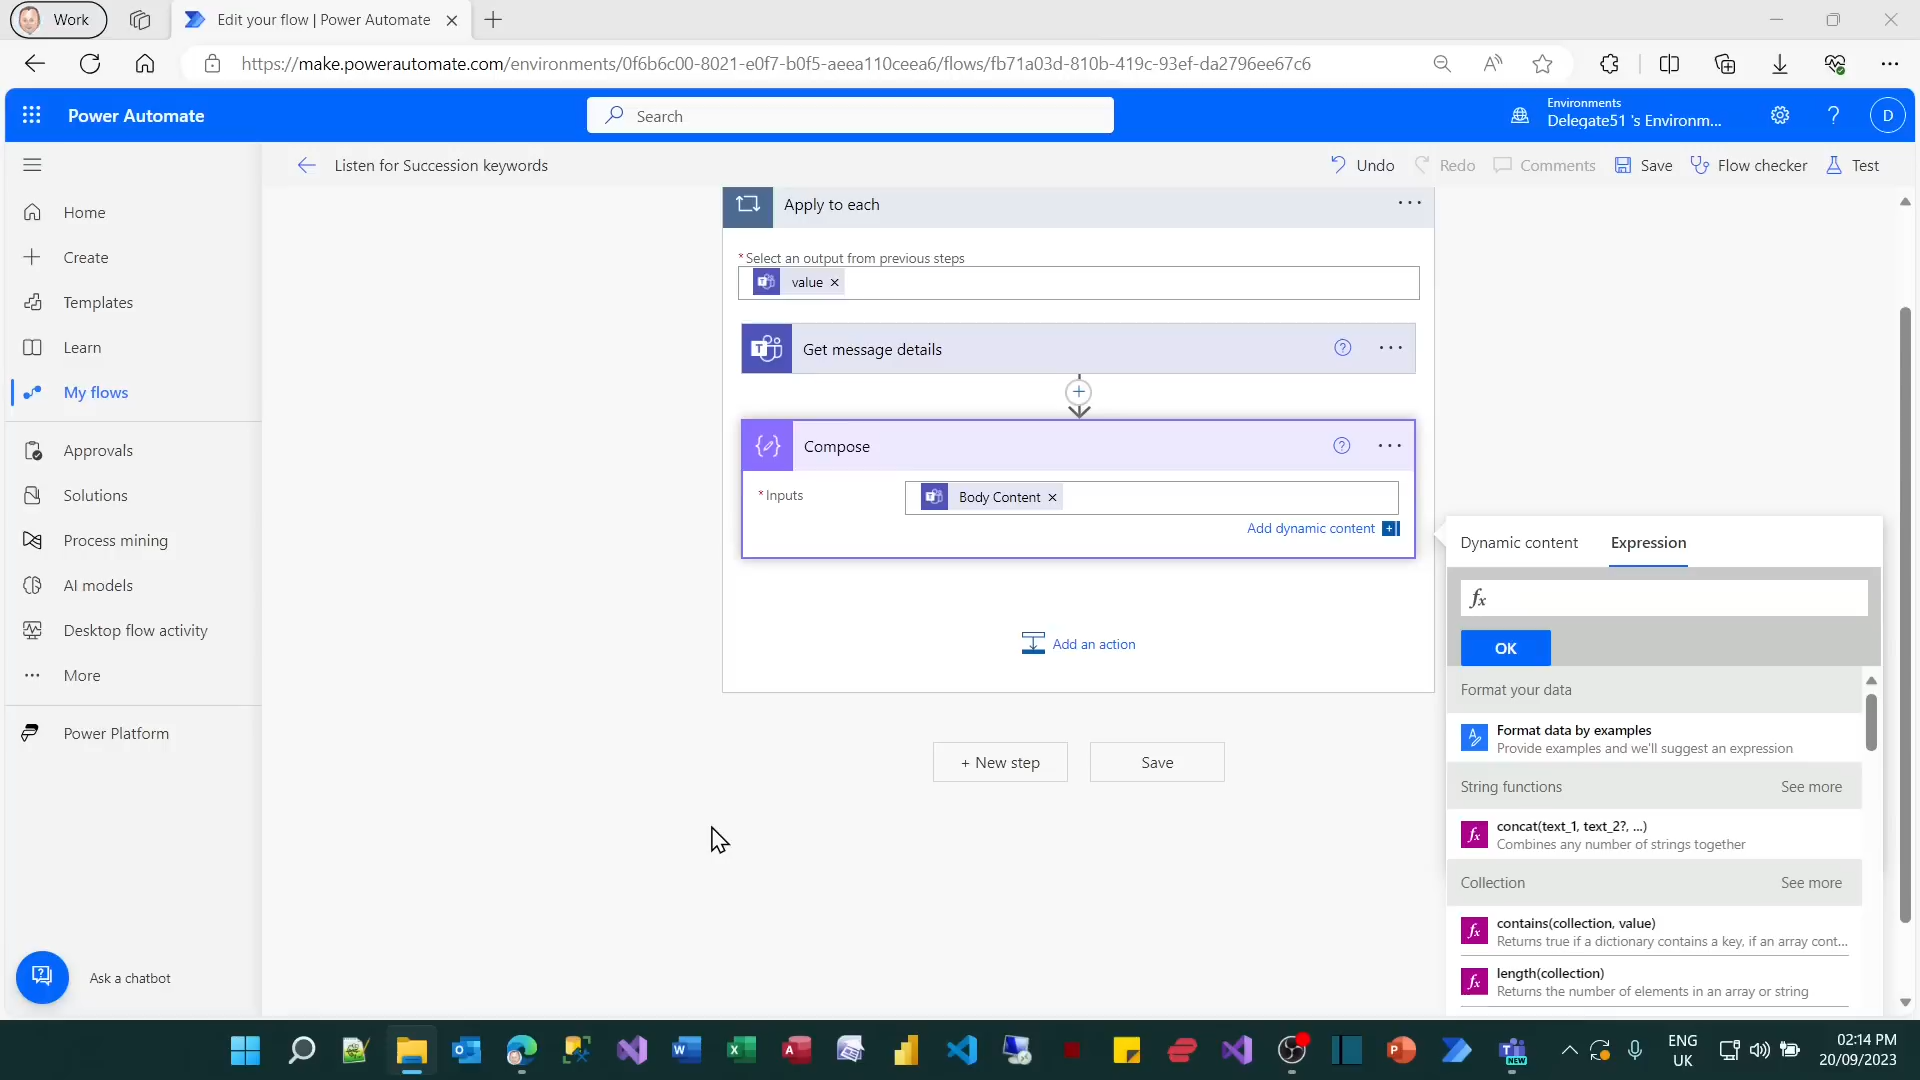 Work
Edit your flow | Power Automate
https://make.powerautomate.com/environments/0f6b6c00-8021-e0f7-b0f5-aeea110ceea6/flows/fb71a03d-810b-419c-93ef-da2796ee67c6
Power Automate
Search
Environments
Delegate51 's Environm...
D
Listen for Succession keywords
Undo
Redo
Comments
Save
Flow checker
Test
Home
Create
Templates
Learn
My flows
Approvals
Solutions
Process mining
AI models
Desktop flow activity
More
Power Platform
Ask a chatbot
Apply to each
*Select an output from previous steps
value
Get message details
Compose
*Inputs
Body Content
Add dynamic content
Add an action
+ New step
Save
Dynamic content
Expression
fx
OK
Format your data
Format data by examples
Provide examples and we'll suggest an expression
String functions
See more
fx
concat(text_1, text_2?, ...)
Combines any number of strings together
Collection
See more
fx
contains(collection, value)
Returns true if a dictionary contains a key, if an array cont...
fx
length(collection)
Returns the number of elements in an array or string
NEW
ENG
UK
02:14 PM
20/09/2023